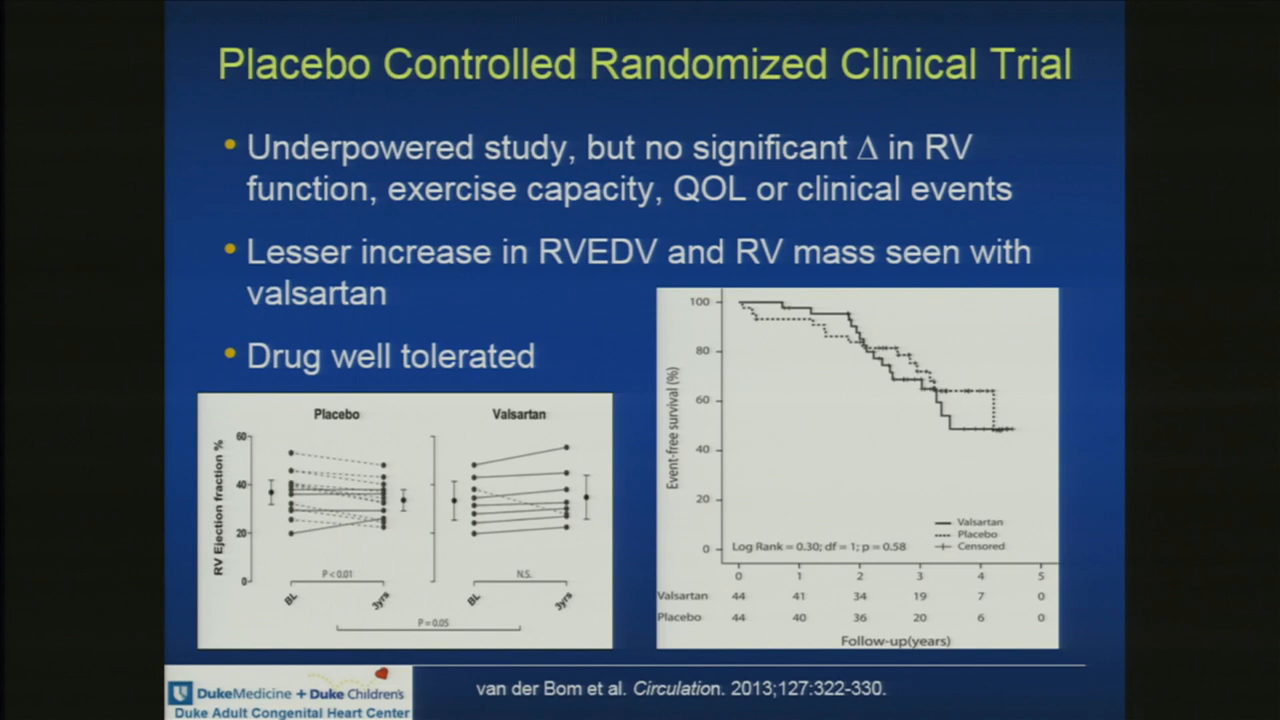 Placebo Controlled Randomized Clinical Trial
• Underpowered study, but no significant Δ in RV
function, exercise capacity, QOL or clinical events
• Lesser increase in RVEDV and RV mass seen with
valsartan
• Drug well tolerated
Placebo
Valsartan
RV Ejection fraction %
60
40
20
0
P < 0.01
N.S.
BL
3yrs
BL
3yrs
P = 0.05
Event-free survival (%)
100
80
60
40
20
0
Valsartan
Placebo
Censored
Log Rank = 0.30; df = 1; p = 0.58
0 1 2 3 4 5
Valsartan 44 41 34 19 7 0
Placebo 44 40 36 20 6 0
Follow-up(years)
DukeMedicine + Duke Children's
Duke Adult Congenital Heart Center
van der Bom et al. Circulation. 2013;127:322-330.